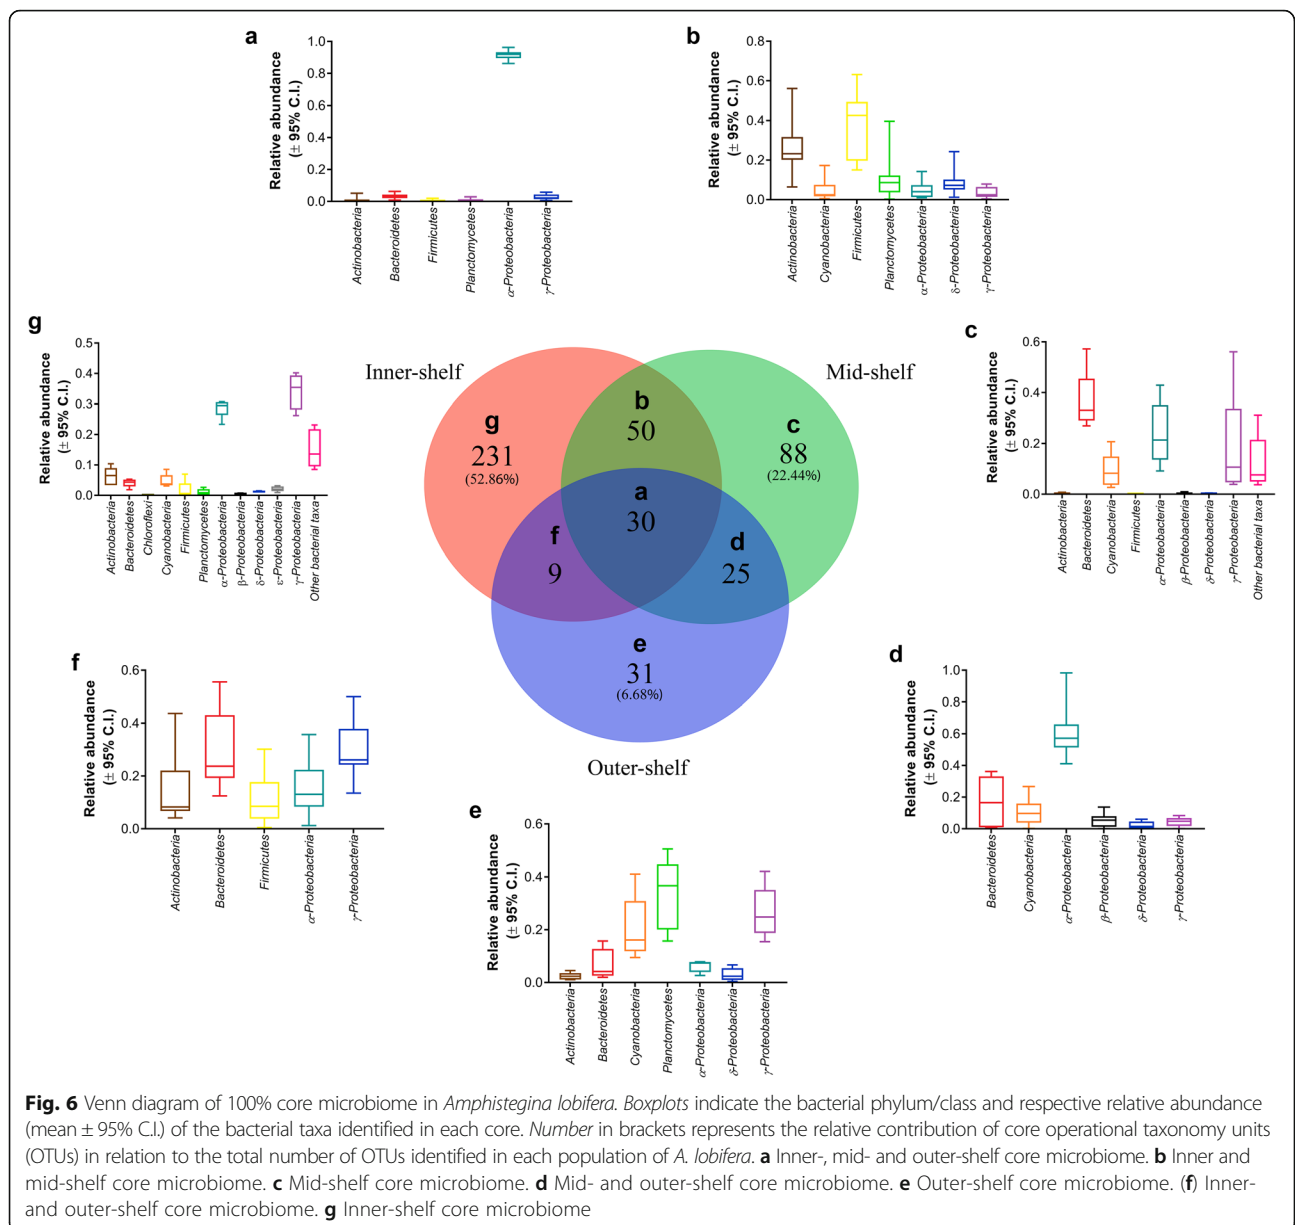 a
Relative abundance
(± 95% C.I.)
1.0
0.8
0.6
0.4
0.2
0.0
Actinobacteria
Bacteroidetes
Firmicutes
Planctomycetes
α-Proteobacteria
γ-Proteobacteria
b
Relative abundance
(± 95% C.I.)
0.8
0.6
0.4
0.2
0.0
Actinobacteria
Cyanobacteria
Firmicutes
Planctomycetes
α-Proteobacteria
δ-Proteobacteria
γ-Proteobacteria
g
Relative abundance
(± 95% C.I.)
0.5
0.4
0.3
0.2
0.1
0.0
Actinobacteria
Bacteroidetes
Chloroflexi
Cyanobacteria
Firmicutes
Planctomycetes
α-Proteobacteria
β-Proteobacteria
δ-Proteobacteria
ε-Proteobacteria
γ-Proteobacteria
Other bacterial taxa
Inner-shelf
Mid-shelf
g
231
(52.86%)
b
50
c
88
(22.44%)
a
30
f
9
d
25
e
31
(6.68%)
Outer-shelf
c
Relative abundance
(± 95% C.I.)
0.6
0.4
0.2
0.0
Actinobacteria
Bacteroidetes
Cyanobacteria
Firmicutes
α-Proteobacteria
β-Proteobacteria
δ-Proteobacteria
γ-Proteobacteria
Other bacterial taxa
f
Relative abundance
(± 95% C.I.)
0.6
0.4
0.2
0.0
Actinobacteria
Bacteroidetes
Firmicutes
α-Proteobacteria
γ-Proteobacteria
d
Relative abundance
(± 95% C.I.)
1.0
0.8
0.6
0.4
0.2
0.0
Bacteroidetes
Cyanobacteria
α-Proteobacteria
β-Proteobacteria
δ-Proteobacteria
γ-Proteobacteria
e
Relative abundance
(± 95% C.I.)
0.6
0.4
0.2
0.0
Actinobacteria
Bacteroidetes
Cyanobacteria
Planctomycetes
α-Proteobacteria
δ-Proteobacteria
γ-Proteobacteria
Fig. 6 Venn diagram of 100% core microbiome in Amphistegina lobifera. Boxplots indicate the bacterial phylum/class and respective relative abundance
(mean ± 95% C.I.) of the bacterial taxa identified in each core. Number in brackets represents the relative contribution of core operational taxonomy units
(OTUs) in relation to the total number of OTUs identified in each population of A. lobifera. a Inner-, mid- and outer-shelf core microbiome. b Inner and
mid-shelf core microbiome. c Mid-shelf core microbiome. d Mid- and outer-shelf core microbiome. e Outer-shelf core microbiome. (f) Inner-
and outer-shelf core microbiome. g Inner-shelf core microbiome